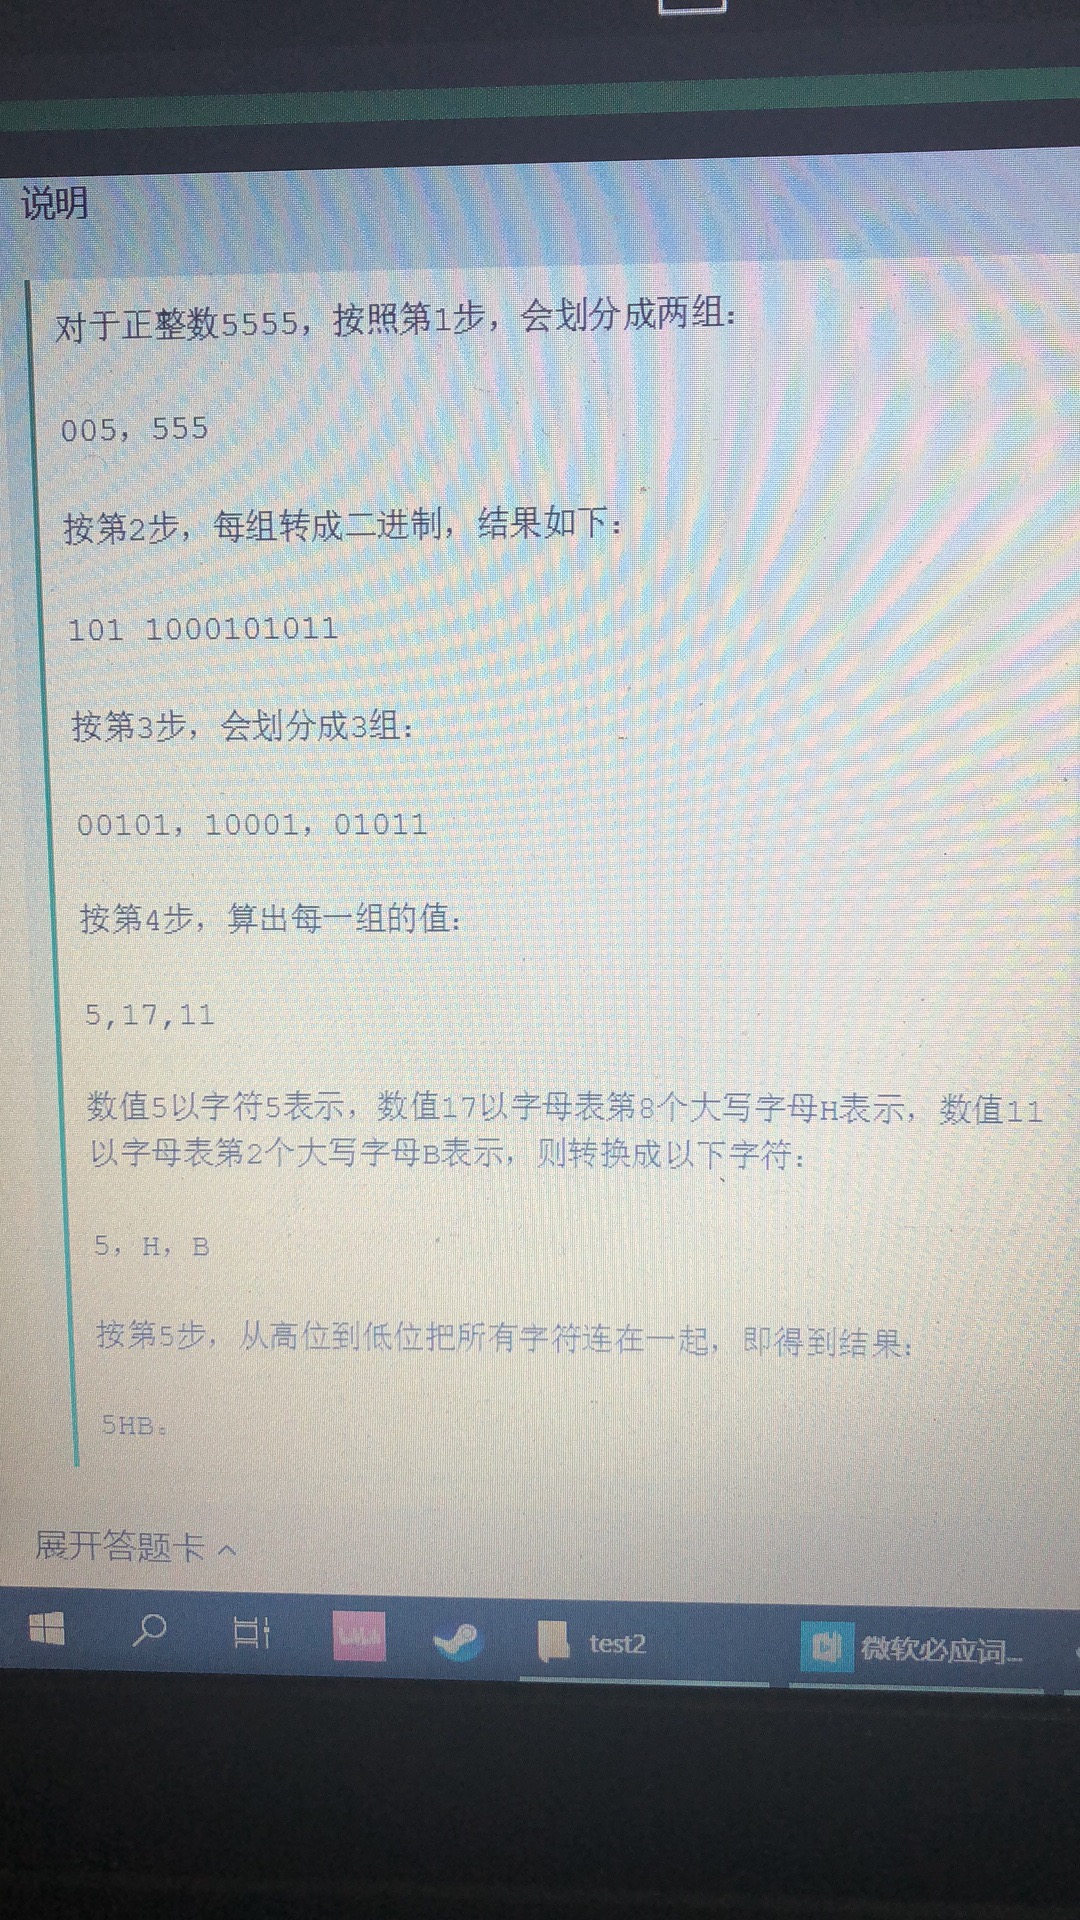 说明
对于正整数5555，按照第1步，会划分成两组：
005，555
按第2步，每组转成二进制，结果如下：
101 1000101011
按第3步，会划分成3组：
00101，10001，01011
按第4步，算出每一组的值：
5,17,11
数值5以字符5表示，数值17以字母表第8个大写字母H表示，数值11
以字母表第2个大写字母B表示，则转换成以下字符：
5，H，B
按第5步，从高位到低位把所有字符连在一起，即得到结果：
5HB。
展开答题卡
test2
微软必应词...